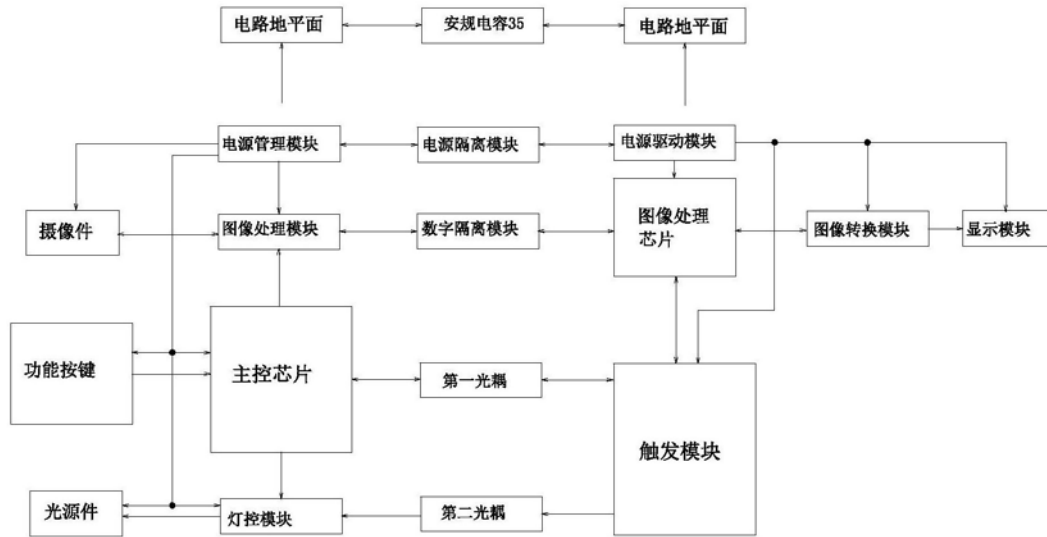 电路地平面
安规电容35
电路地平面
电源管理模块
电源隔离模块
电源驱动模块
摄像件
图像处理模块
数字隔离模块
图像处理
芯片
图像转换模块
显示模块
功能按键
主控芯片
第一光耦
触发模块
光源件
灯控模块
第二光耦